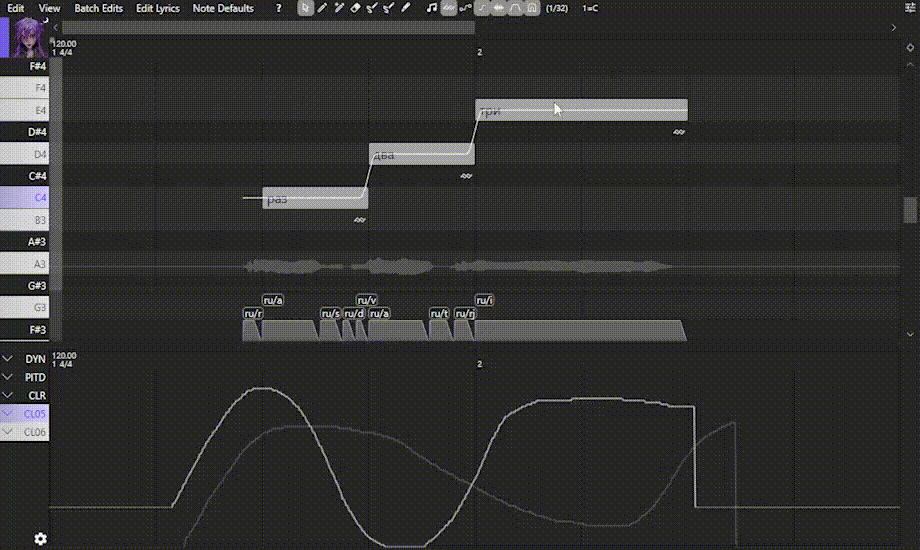 Edit View Batch Edits Edit Lyrics Note Defaults ? (1/32) 1=C
120.00
1 4/4
2
F#4
F4
E4 три
D#4
D4 два
C#4
C4 раз
B3
A#3
A3
G#3
ru/a ru/v ru/i
G3
ru/r ru/s ru/d ru/a ru/t ru/rj
F#3
120.00
1 4/4
2
DYN
PITD
CLR
CL05
CL06